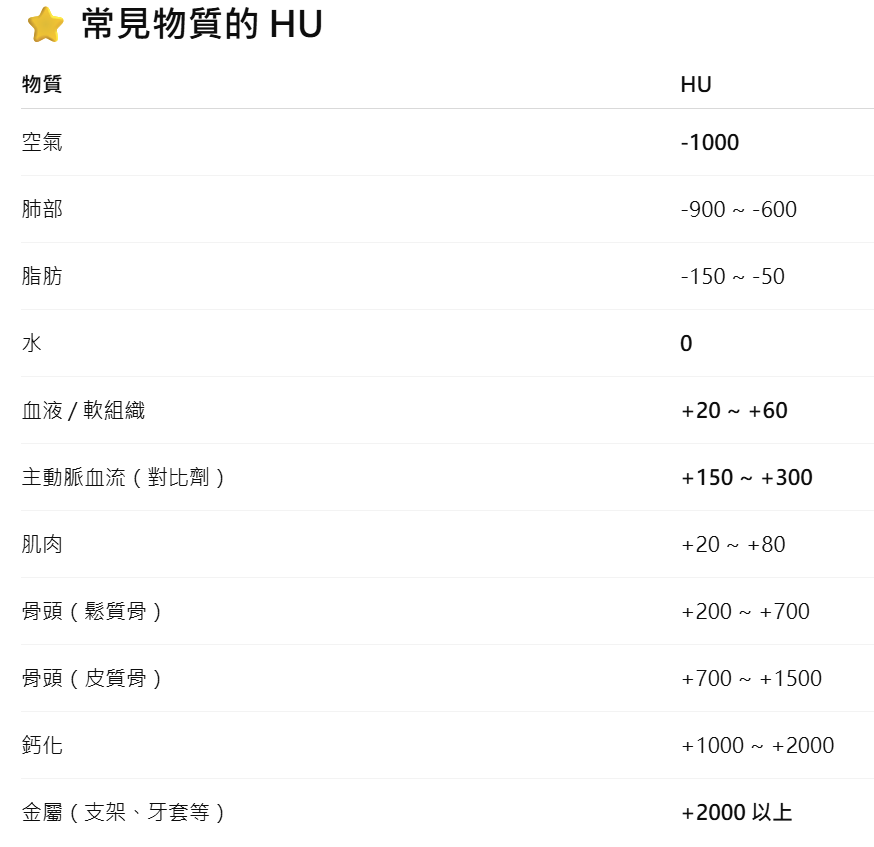 ⭐ 常見物質的 HU
物質 HU
空氣 -1000
肺部 -900 ~ -600
脂肪 -150 ~ -50
水 0
血液 / 軟組織 +20 ~ +60
主動脈血流（對比劑） +150 ~ +300
肌肉 +20 ~ +80
骨頭（鬆質骨） +200 ~ +700
骨頭（皮質骨） +700 ~ +1500
鈣化 +1000 ~ +2000
金屬（支架、牙套等） +2000 以上